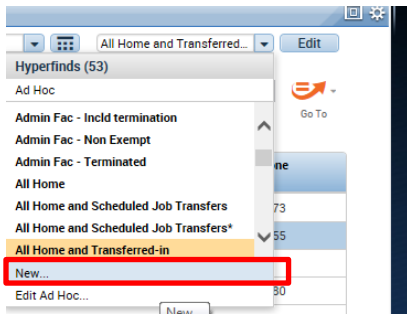 All Home and Transferred... Edit
Hyperfinds (53)
Ad Hoc
Go To
Admin Fac - Incld termination
Admin Fac - Non Exempt
Admin Fac - Terminated
All Home
All Home and Scheduled Job Transfers
73
All Home and Scheduled Job Transfers*
55
All Home and Transferred-in
New...
Edit Ad Hoc...
80
New...